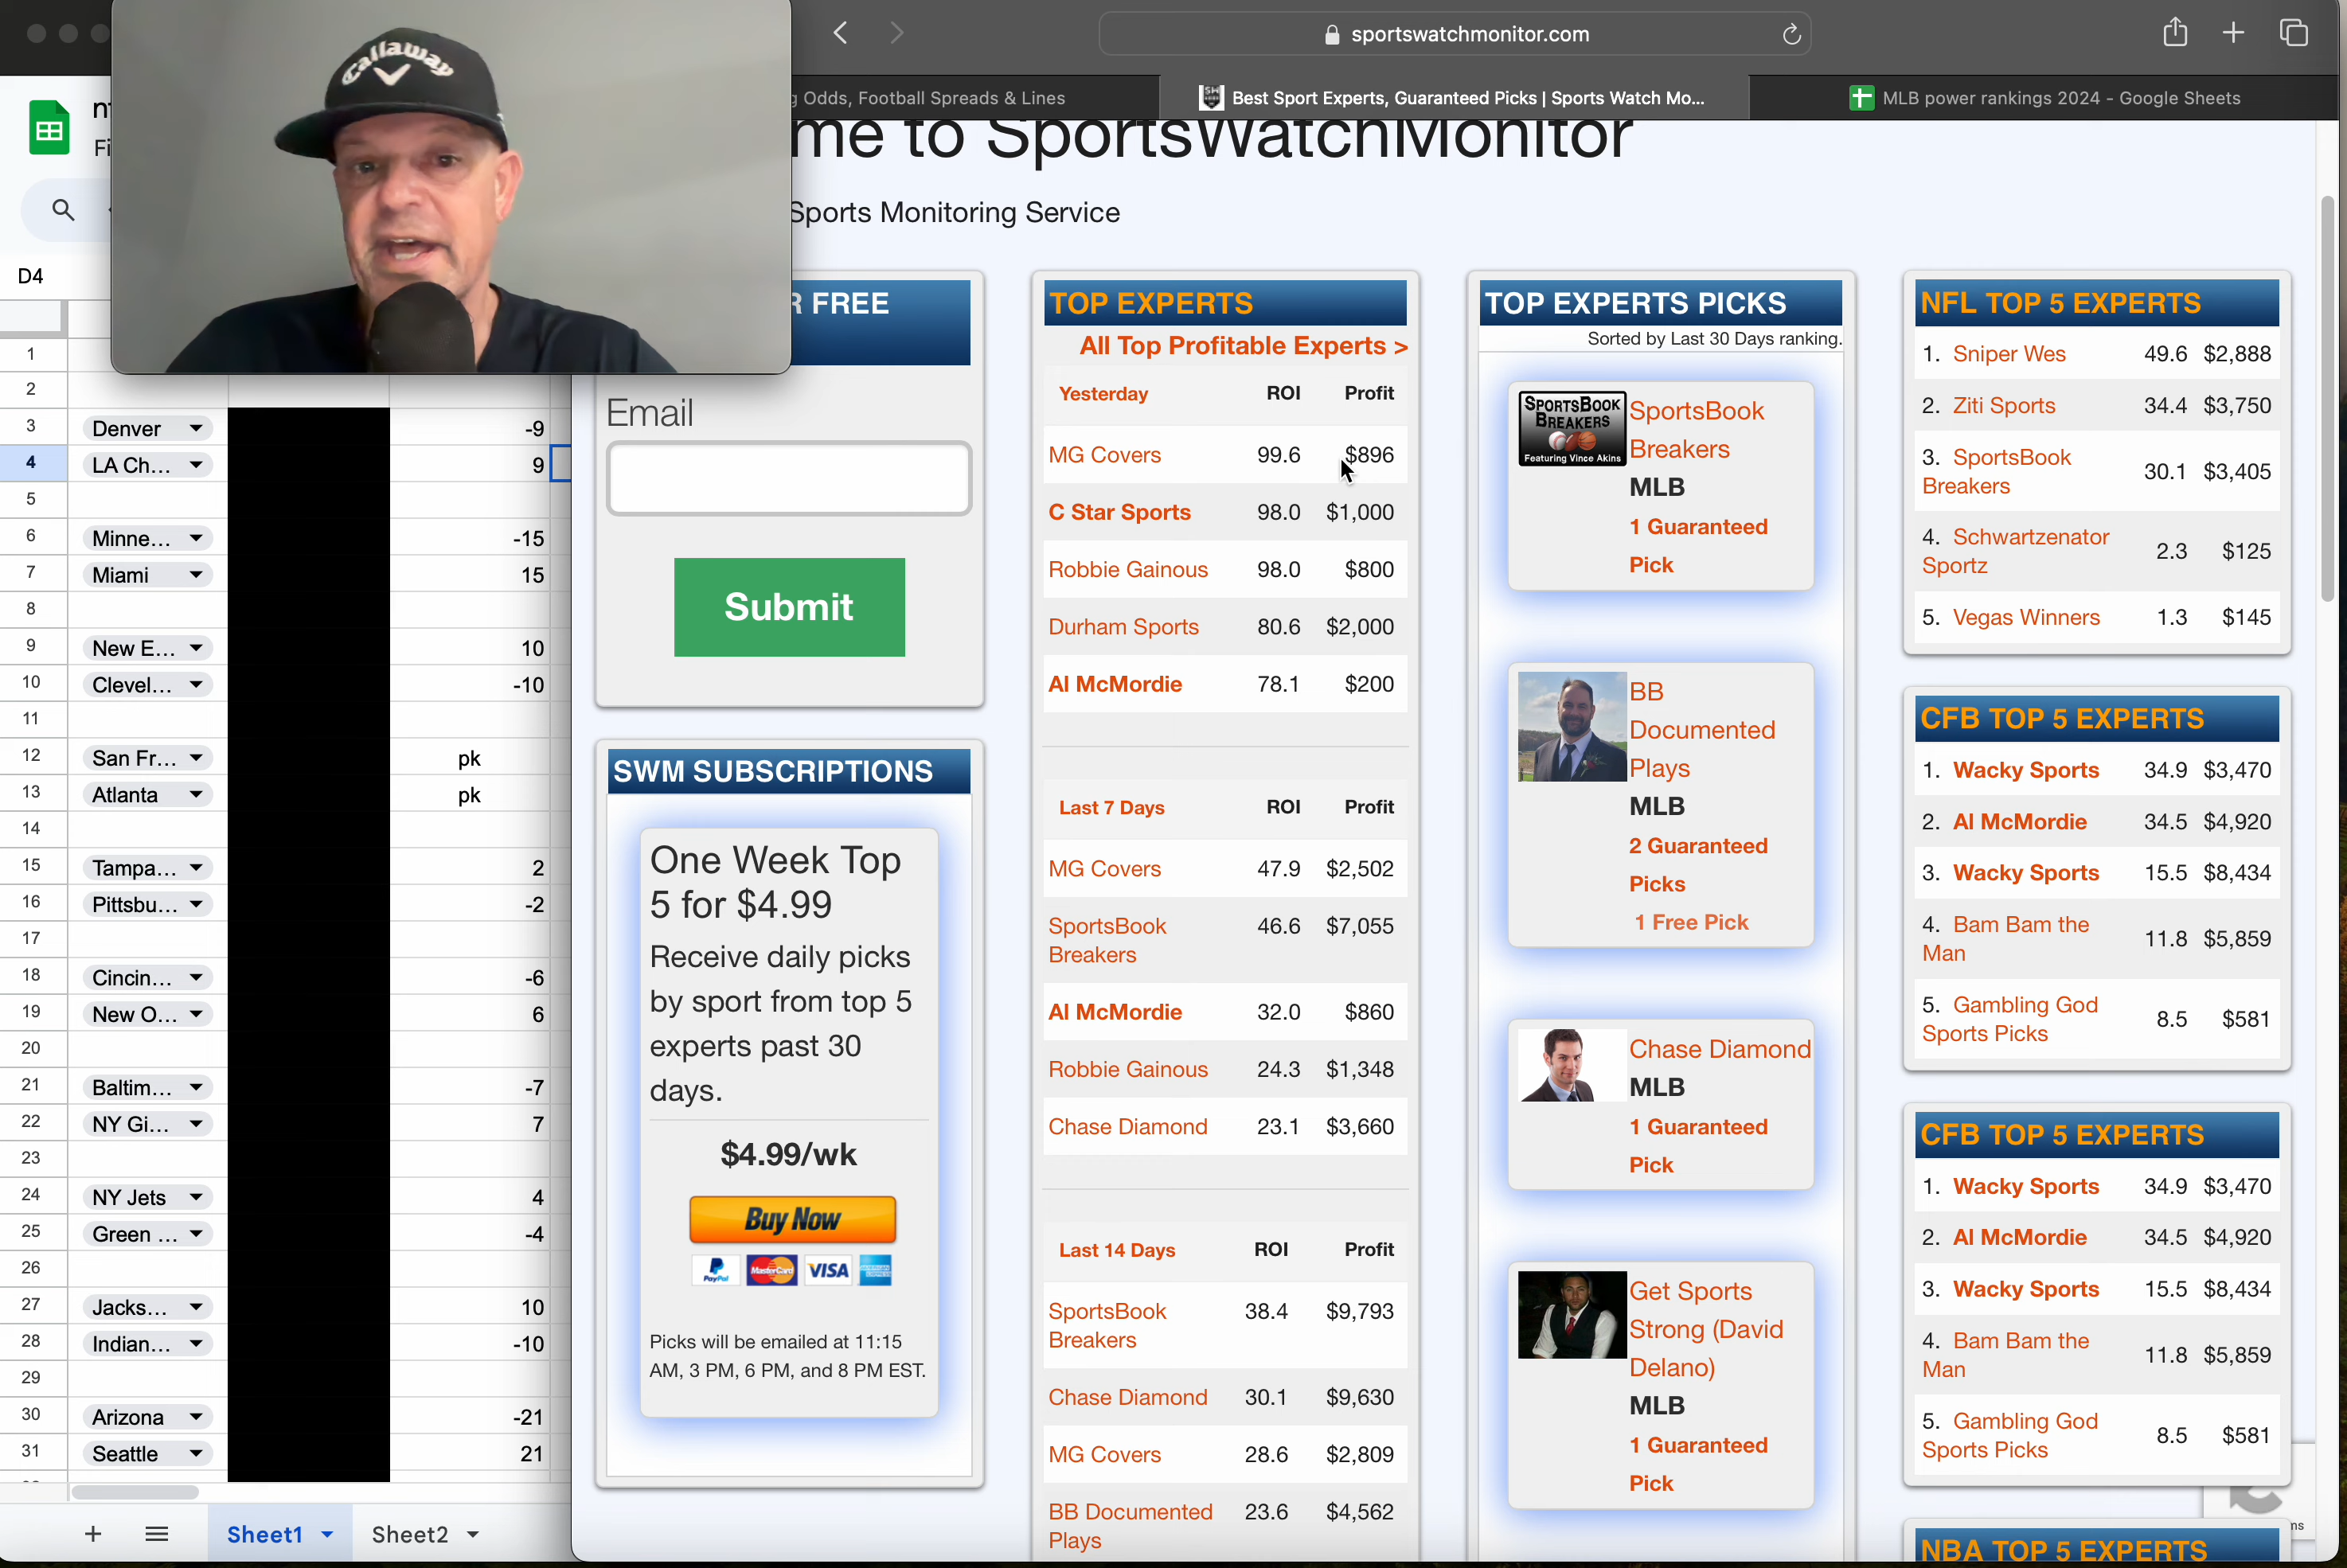 Callaway
sportswatchmonitor.com
g Odds, Football Spreads & Lines
Best Sport Experts, Guaranteed Picks | Sports Watch Mo...
MLB power rankings 2024 - Google Sheets
Fi
D4
1
2
3 Denver -9
4 LA Ch... 9
5
6 Minne... -15
7 Miami 15
8
9 New E... 10
10 Clevel... -10
11
12 San Fr... pk
13 Atlanta pk
14
15 Tampa... 2
16 Pittsbu... -2
17
18 Cincin... -6
19 New O... 6
20
21 Baltim... -7
22 NY Gi... 7
23
24 NY Jets 4
25 Green ... -4
26
27 Jacks... 10
28 Indian... -10
29
30 Arizona -21
31 Seattle 21
Sheet1
Sheet2
me to SportsWatchMonitor
Sports Monitoring Service
R FREE
Email
Submit
SWM SUBSCRIPTIONS
One Week Top
5 for $4.99
Receive daily picks
by sport from top 5
experts past 30
days.
$4.99/wk
Buy Now
PayPal MasterCard VISA
Picks will be emailed at 11:15
AM, 3 PM, 6 PM, and 8 PM EST.
TOP EXPERTS
All Top Profitable Experts >
Yesterday ROI Profit
MG Covers 99.6 $896
C Star Sports 98.0 $1,000
Robbie Gainous 98.0 $800
Durham Sports 80.6 $2,000
Al McMordie 78.1 $200
Last 7 Days ROI Profit
MG Covers 47.9 $2,502
SportsBook
Breakers 46.6 $7,055
Al McMordie 32.0 $860
Robbie Gainous 24.3 $1,348
Chase Diamond 23.1 $3,660
Last 14 Days ROI Profit
SportsBook
Breakers 38.4 $9,793
Chase Diamond 30.1 $9,630
MG Covers 28.6 $2,809
BB Documented
Plays 23.6 $4,562
TOP EXPERTS PICKS
Sorted by Last 30 Days ranking.
SPORTSBOOK
BREAKERS
Featuring Vince Akins
SportsBook
Breakers
MLB
1 Guaranteed
Pick
BB
Documented
Plays
MLB
2 Guaranteed
Picks
1 Free Pick
Chase Diamond
MLB
1 Guaranteed
Pick
Get Sports
Strong (David
Delano)
MLB
1 Guaranteed
Pick
NFL TOP 5 EXPERTS
1. Sniper Wes 49.6 $2,888
2. Ziti Sports 34.4 $3,750
3. SportsBook
Breakers 30.1 $3,405
4. Schwartzenator
Sportz 2.3 $125
5. Vegas Winners 1.3 $145
CFB TOP 5 EXPERTS
1. Wacky Sports 34.9 $3,470
2. Al McMordie 34.5 $4,920
3. Wacky Sports 15.5 $8,434
4. Bam Bam the
Man 11.8 $5,859
5. Gambling God
Sports Picks 8.5 $581
CFB TOP 5 EXPERTS
1. Wacky Sports 34.9 $3,470
2. Al McMordie 34.5 $4,920
3. Wacky Sports 15.5 $8,434
4. Bam Bam the
Man 11.8 $5,859
5. Gambling God
Sports Picks 8.5 $581
ms
NBA TOP 5 EXPERTS